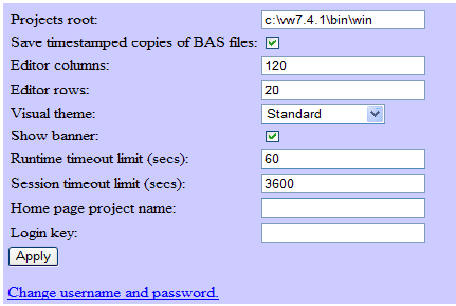 Projects root: c:\vw7.4.1\bin\win
Save timestamped copies of BAS files:
Editor columns: 120
Editor rows: 20
Visual theme: Standard
Show banner:
Runtime timeout limit (secs): 60
Session timeout limit (secs): 3600
Home page project name:
Login key:
Apply
Change username and password.